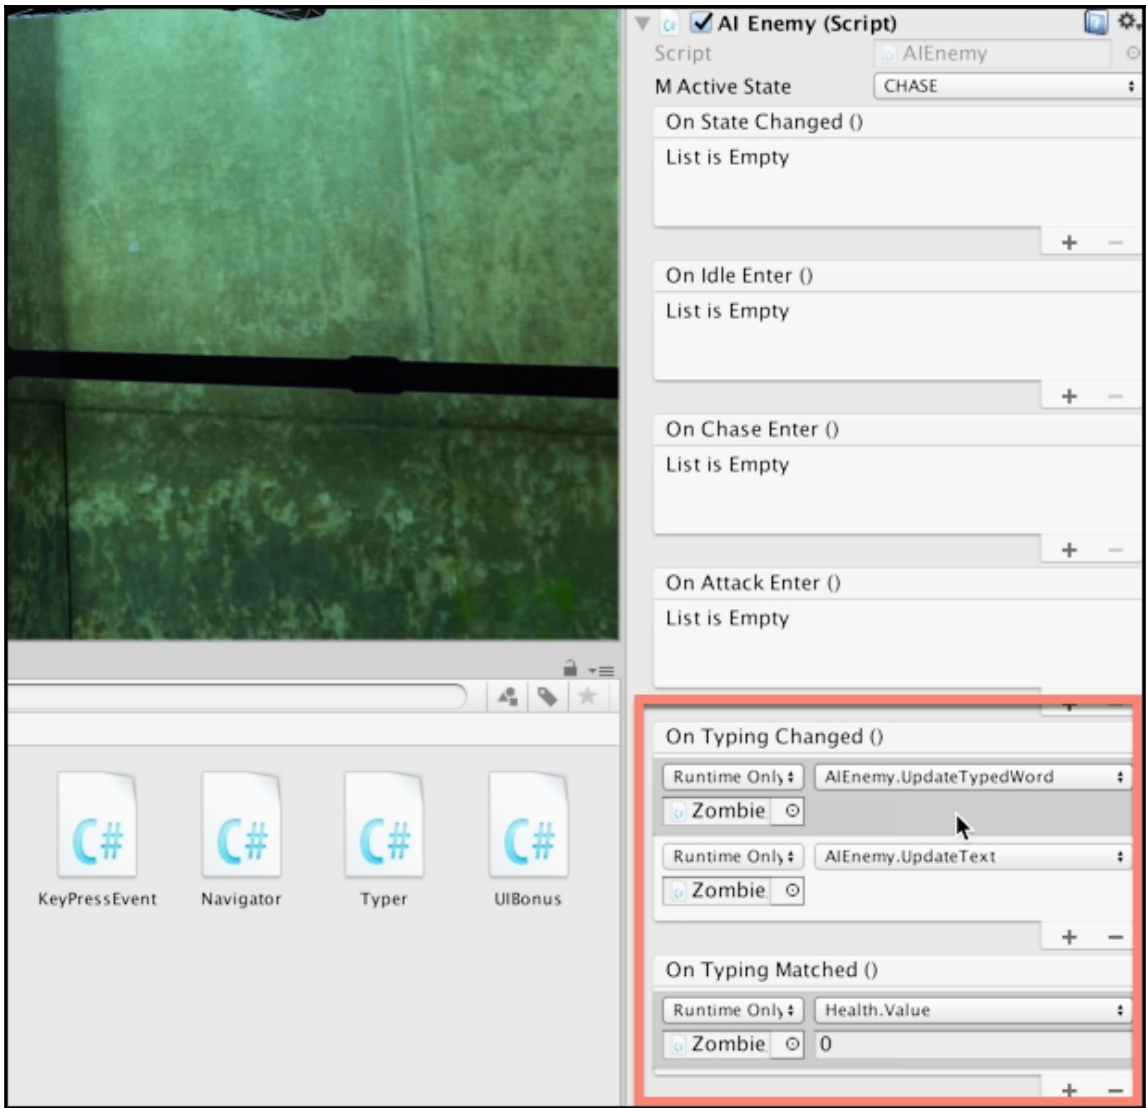 AI Enemy (Script)
Script AIEnemy
M Active State CHASE
On State Changed ()
List is Empty
+ −
On Idle Enter ()
List is Empty
+ −
On Chase Enter ()
List is Empty
+ −
On Attack Enter ()
List is Empty
+ −
On Typing Changed ()
Runtime Only AIEnemy.UpdateTypedWord
Zombie
Runtime Only AIEnemy.UpdateText
Zombie
+ −
On Typing Matched ()
Runtime Only Health.Value
Zombie 0
+ −
C# C# C# C#
KeyPressEvent Navigator Typer UIBonus